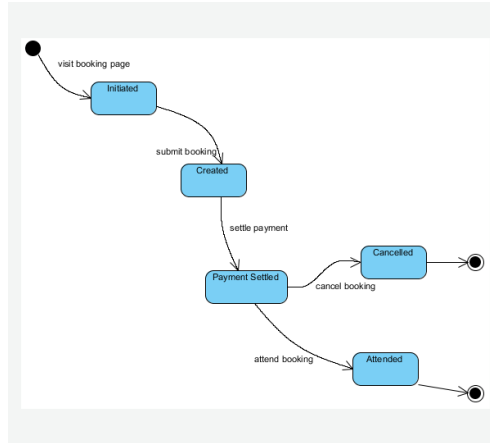 visit booking page
Initiated
submit booking
Created
settle payment
Cancelled
Payment Settled
cancel booking
attend booking
Attended